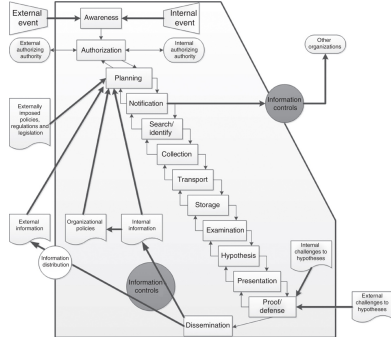 External
event
Awareness
Internal
event
External
authorizing
authority
Authorization
Internal
authorizing
authority
Other
organizations
Planning
Notification
Information
controls
Externally
imposed
policies,
regulations and
legislation
Search/
identify
Collection
Transport
Storage
External
information
Organizational
policies
Internal
information
Examination
Hypothesis
Internal
challenges to
hypotheses
Information
distribution
Information
controls
Presentation
Proof/
defense
External
challenges to
hypotheses
Dissemination